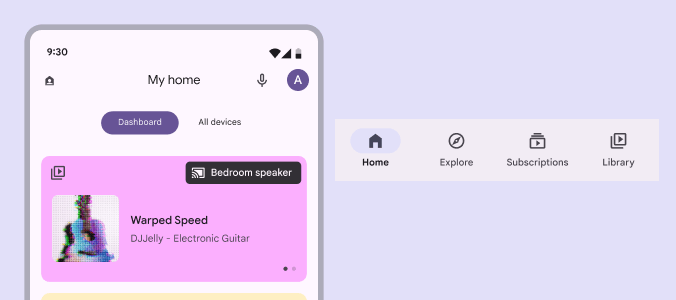 9:30
My home
A
Dashboard
All devices
Bedroom speaker
Warped Speed
DJJelly - Electronic Guitar
Home
Explore
Subscriptions
Library